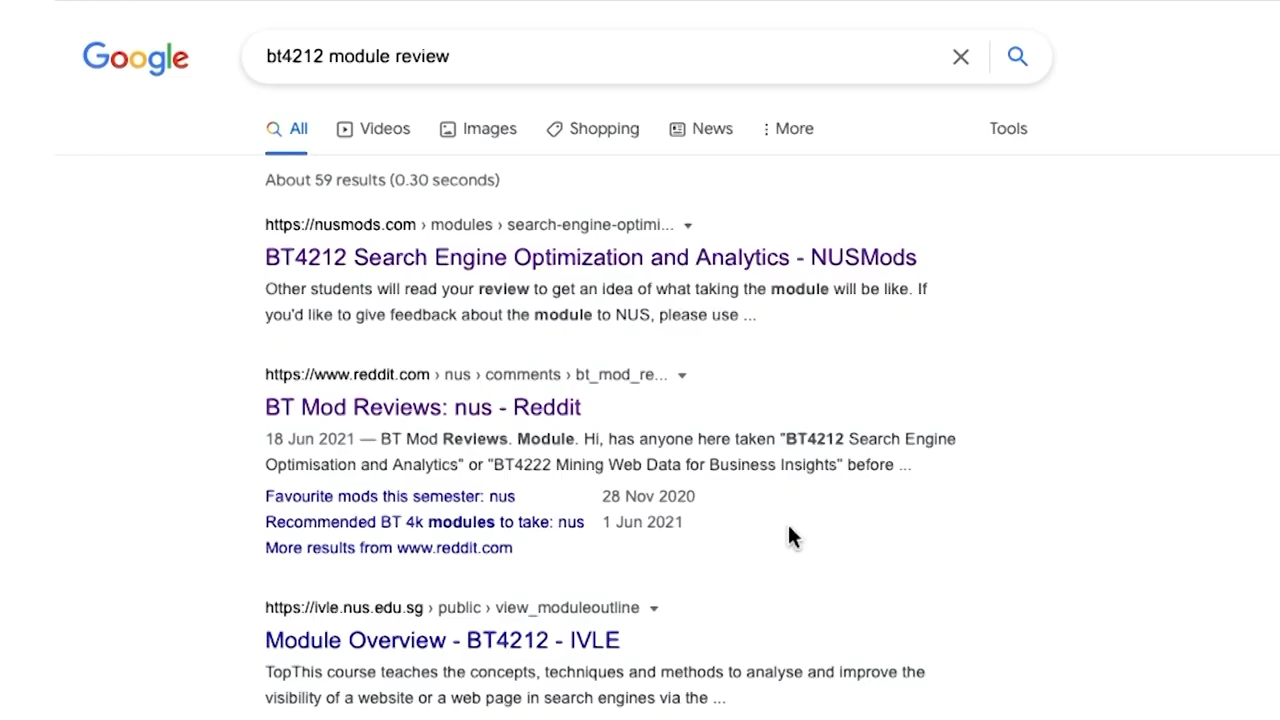 Google
bt4212 module review
All Videos Images Shopping News More Tools
About 59 results (0.30 seconds)
https://nusmods.com › modules › search-engine-optimi...
BT4212 Search Engine Optimization and Analytics - NUSMods
Other students will read your review to get an idea of what taking the module will be like. If
you'd like to give feedback about the module to NUS, please use ...
https://www.reddit.com › nus › comments › bt_mod_re...
BT Mod Reviews: nus - Reddit
18 Jun 2021 — BT Mod Reviews. Module. Hi, has anyone here taken "BT4212 Search Engine
Optimisation and Analytics" or "BT4222 Mining Web Data for Business Insights" before ...
Favourite mods this semester: nus 28 Nov 2020
Recommended BT 4k modules to take: nus 1 Jun 2021
More results from www.reddit.com
https://ivle.nus.edu.sg › public › view_moduleoutline
Module Overview - BT4212 - IVLE
TopThis course teaches the concepts, techniques and methods to analyse and improve the
visibility of a website or a web page in search engines via the ...